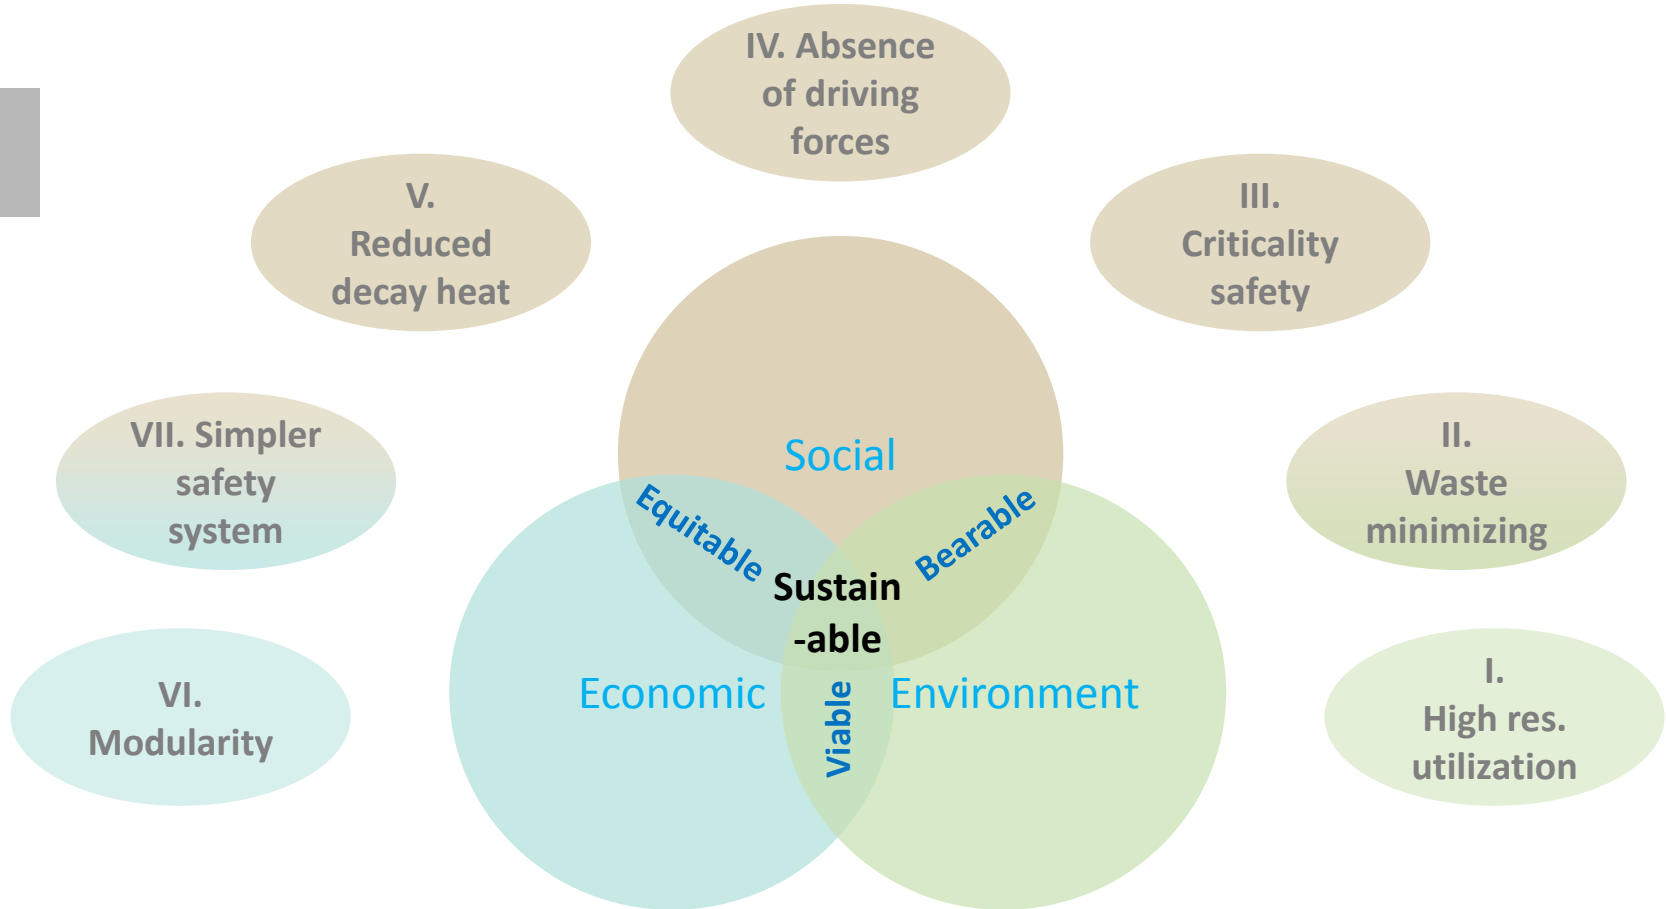 IV. Absence
of driving
forces
V.
Reduced
decay heat
III.
Criticality
safety
VII. Simpler
safety
system
II.
Waste
minimizing
VI.
Modularity
I.
High res.
utilization
Social
Equitable
Bearable
Sustain
-able
Economic
Viable
Environment